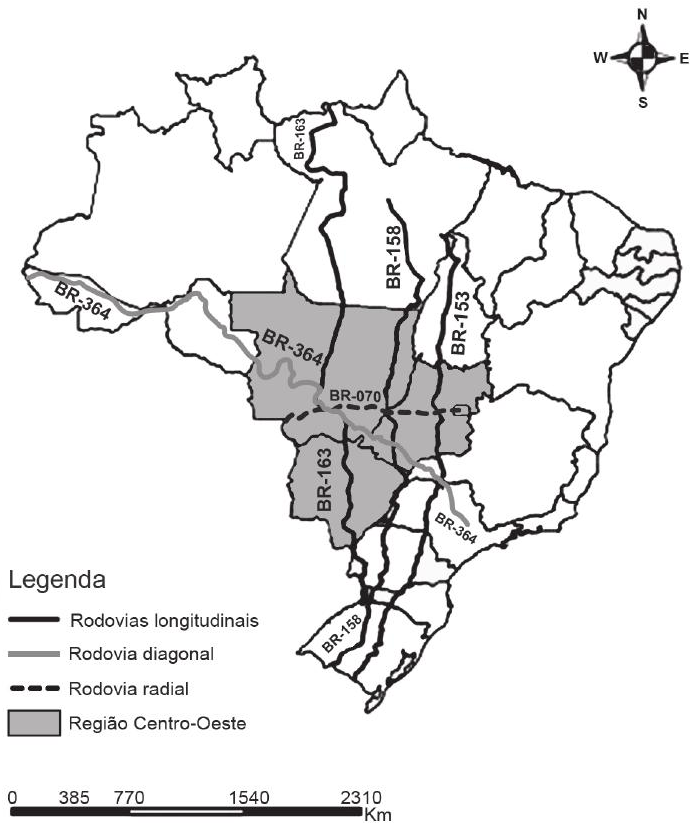 N
W E
S
BR-163
BR-158
BR-364
BR-153
BR-364
BR-070
BR-163
BR-364
BR-158
Legenda
Rodovias longitudinais
Rodovia diagonal
Rodovia radial
Região Centro-Oeste
0 385 770 1540 2310
Km